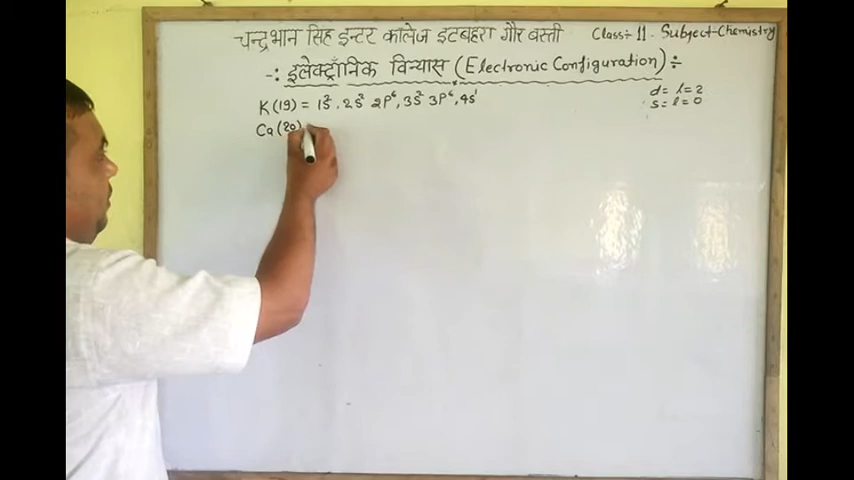 चन्द्रभान सिंह इन्टर कालेज इटबहरा गौर बस्ती Class÷11. Subject-Chemistry
-: इलेक्ट्रॉनिक विन्यास (Electronic Configuration)÷
K(19) = 1s², 2s² 2p⁶, 3s² 3p⁶, 4s¹
d = l = 2
s = l = 0
Ca(20)